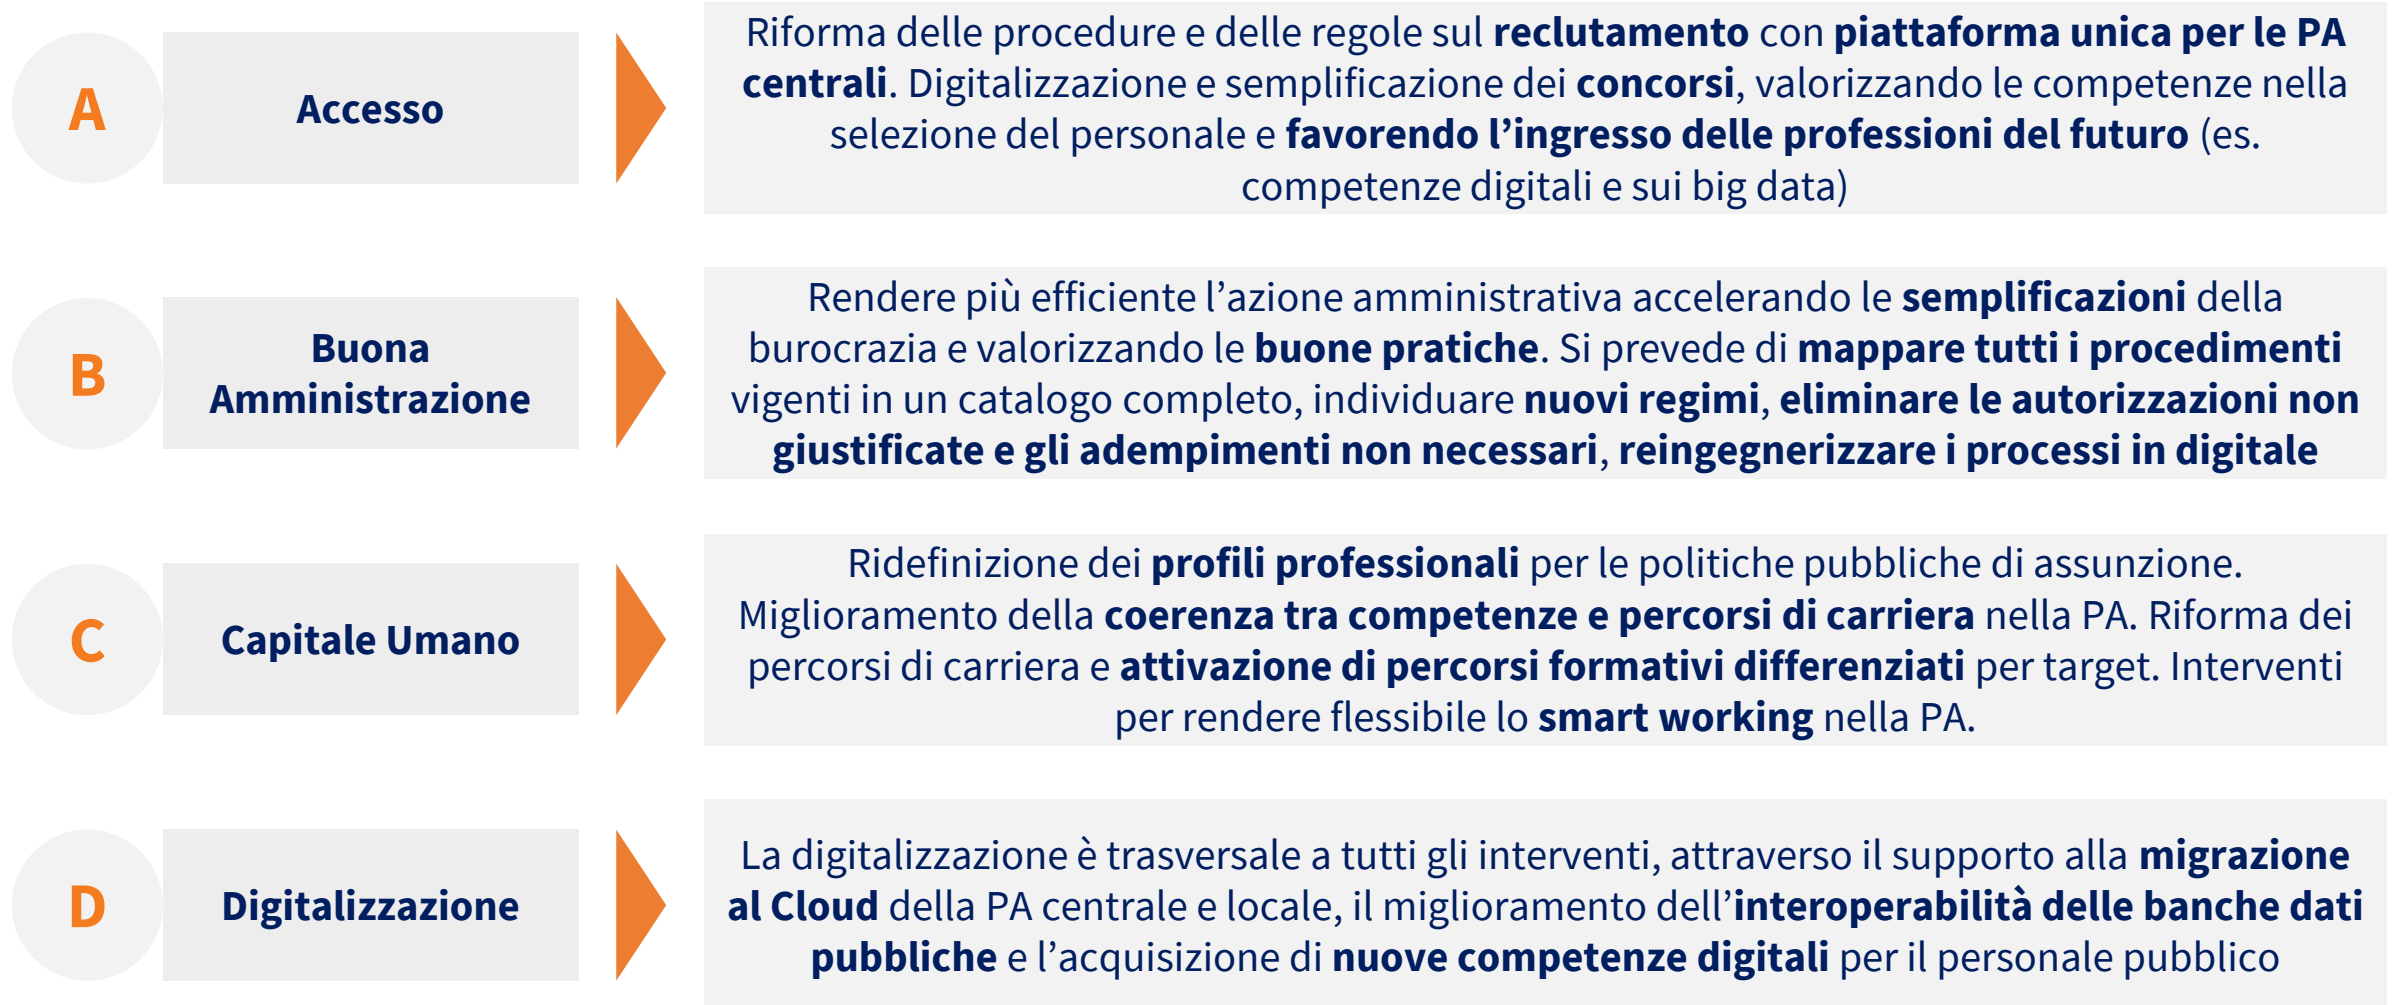 A
Accesso
Riforma delle procedure e delle regole sul reclutamento con piattaforma unica per le PA
centrali. Digitalizzazione e semplificazione dei concorsi, valorizzando le competenze nella
selezione del personale e favorendo l’ingresso delle professioni del futuro (es.
competenze digitali e sui big data)
B
Buona
Amministrazione
Rendere più efficiente l’azione amministrativa accelerando le semplificazioni della
burocrazia e valorizzando le buone pratiche. Si prevede di mappare tutti i procedimenti
vigenti in un catalogo completo, individuare nuovi regimi, eliminare le autorizzazioni non
giustificate e gli adempimenti non necessari, reingegnerizzare i processi in digitale
C
Capitale Umano
Ridefinizione dei profili professionali per le politiche pubbliche di assunzione.
Miglioramento della coerenza tra competenze e percorsi di carriera nella PA. Riforma dei
percorsi di carriera e attivazione di percorsi formativi differenziati per target. Interventi
per rendere flessibile lo smart working nella PA.
D
Digitalizzazione
La digitalizzazione è trasversale a tutti gli interventi, attraverso il supporto alla migrazione
al Cloud della PA centrale e locale, il miglioramento dell’interoperabilità delle banche dati
pubbliche e l’acquisizione di nuove competenze digitali per il personale pubblico